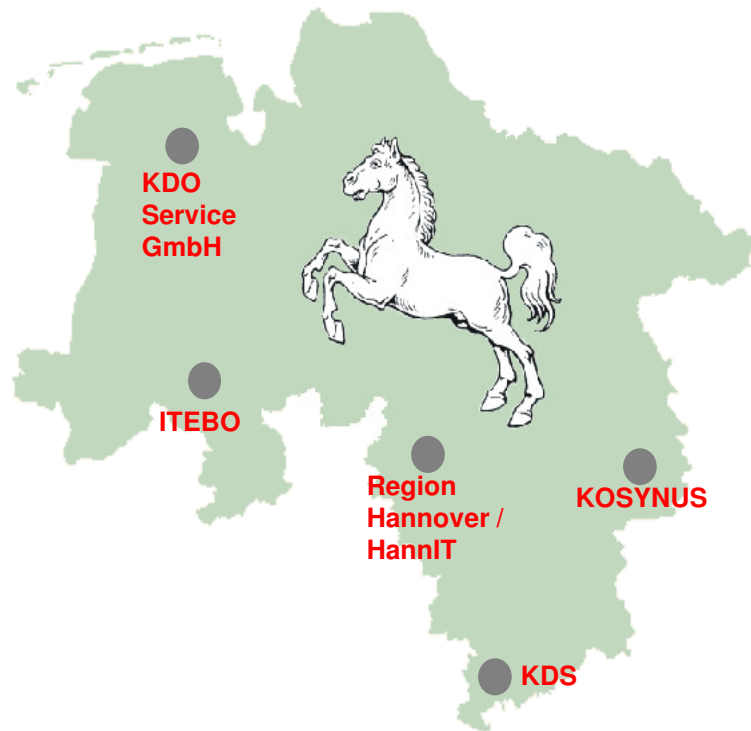 KDO
Service
GmbH
ITEBO
Region
Hannover /
HannIT
KOSYNUS
KDS